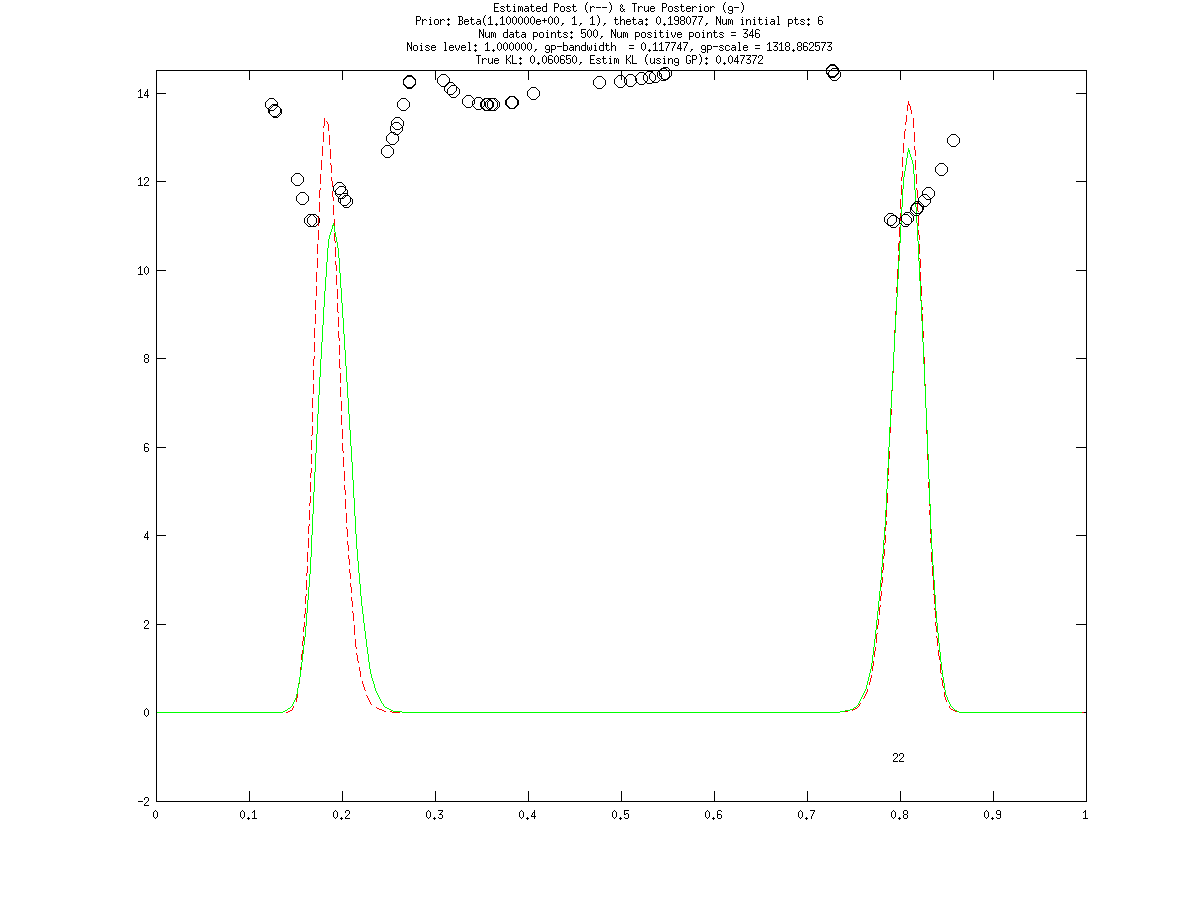 Estimated Post (r--) & True Posterior (g-)
Prior: Beta(1.100000e+00, 1, 1), theta: 0.198077, Num initial pts: 6
Num data points: 500, Num positive points = 346
Noise level: 1.000000, gp-bandwidth  = 0.117747, gp-scale = 1318.862573
True KL: 0.060650, Estim KL (using GP): 0.047372
14
12
10
8
6
4
2
0
22
-2
0 0.1 0.2 0.3 0.4 0.5 0.6 0.7 0.8 0.9 1